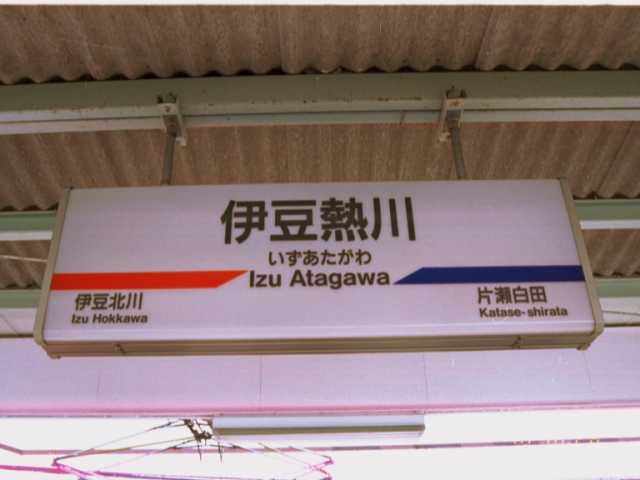 伊豆熱川
いずあたがわ
Izu Atagawa
伊豆北川
Izu Hokkawa
片瀬白田
Katase-shirata